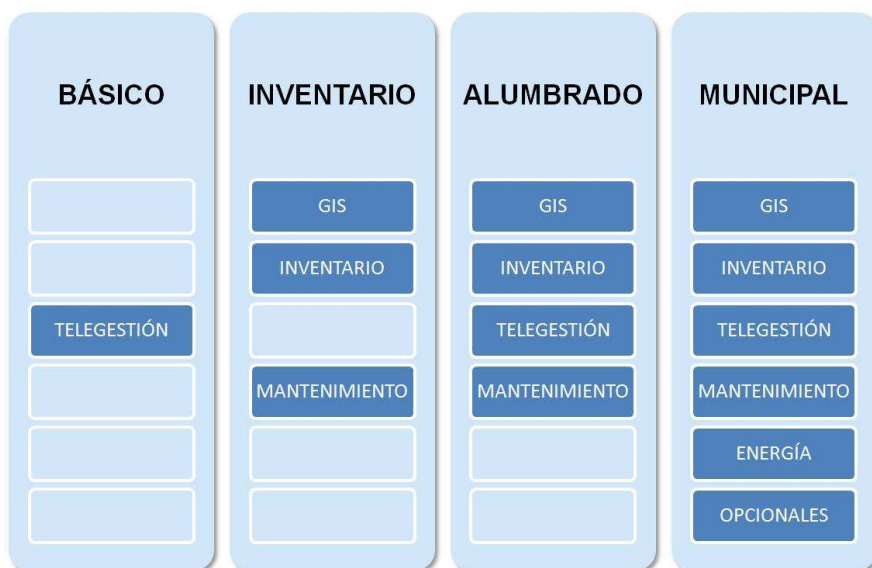 BÁSICO
TELEGESTIÓN
INVENTARIO
GIS
INVENTARIO
MANTENIMIENTO
ALUMBRADO
GIS
INVENTARIO
TELEGESTIÓN
MANTENIMIENTO
MUNICIPAL
GIS
INVENTARIO
TELEGESTIÓN
MANTENIMIENTO
ENERGÍA
OPCIONALES